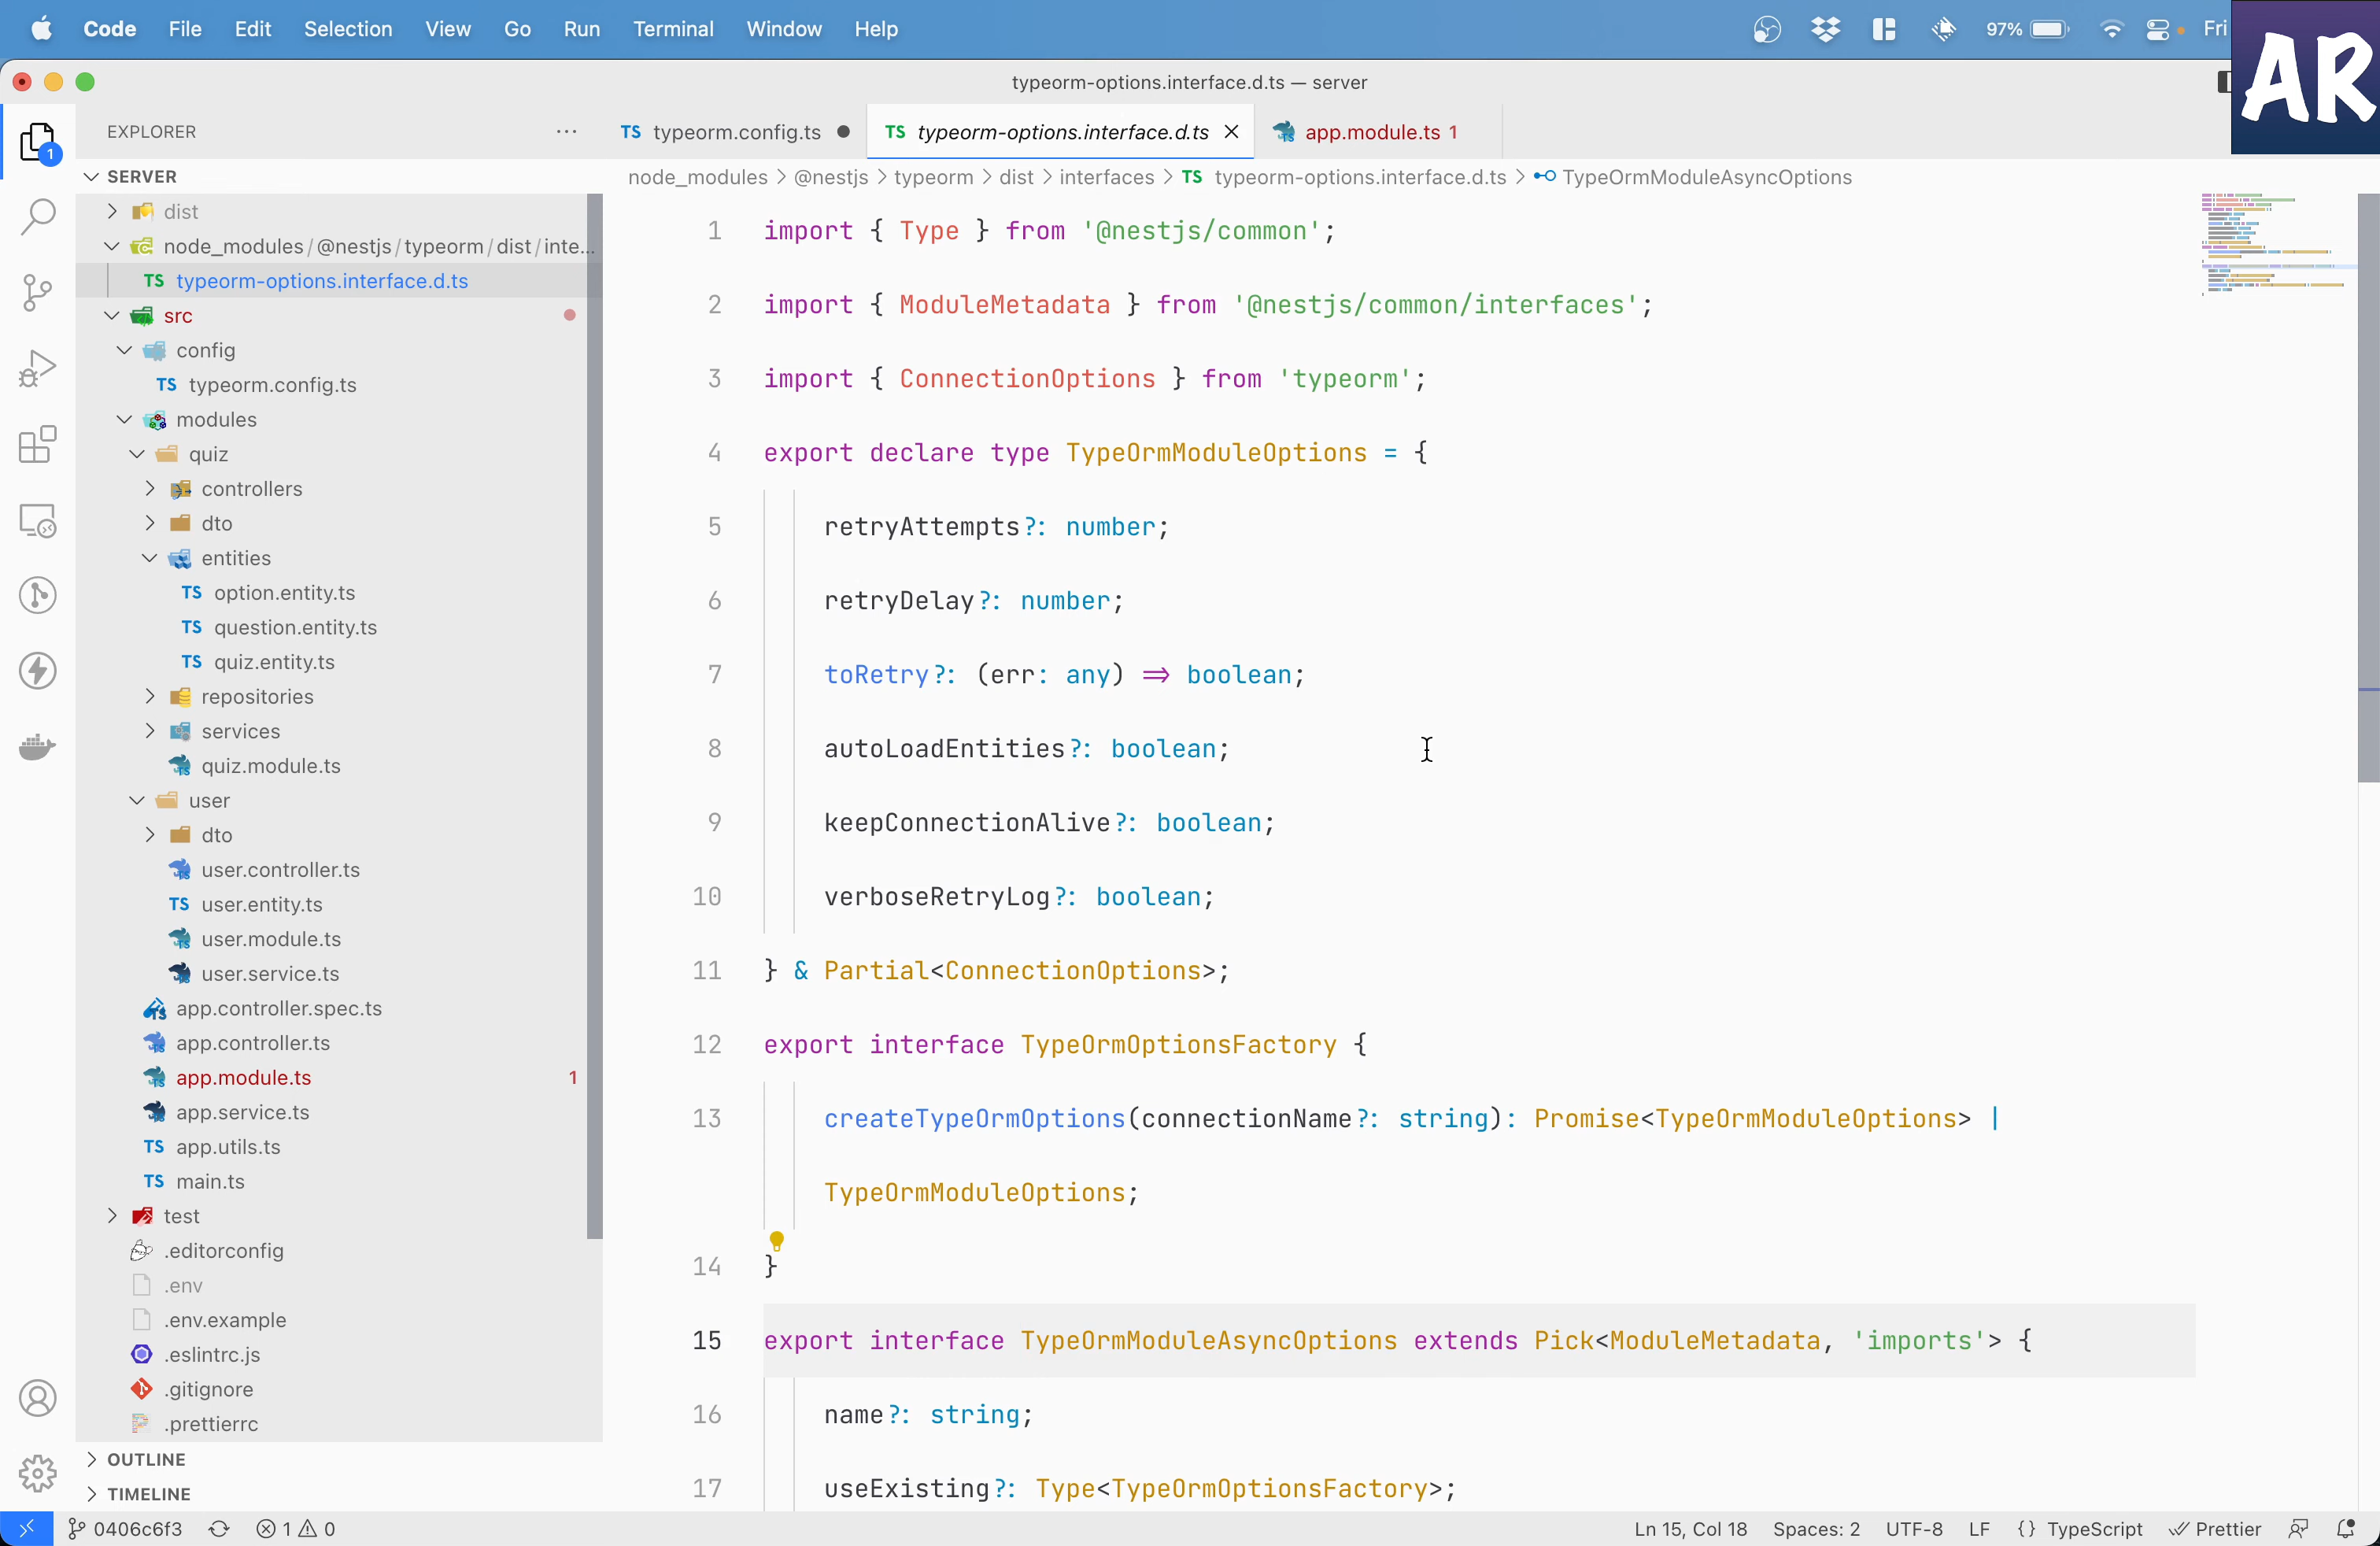 Code File Edit Selection View Go Run Terminal Window Help 97% Fri
AR
typeorm-options.interface.d.ts — server
EXPLORER
TS typeorm.config.ts
TS typeorm-options.interface.d.ts
app.module.ts 1
1
SERVER
node_modules > @nestjs > typeorm > dist > interfaces > TS typeorm-options.interface.d.ts > TypeOrmModuleAsyncOptions
dist
node_modules/@nestjs/typeorm/dist/inte...
TS typeorm-options.interface.d.ts
src
config
TS typeorm.config.ts
modules
quiz
controllers
dto
entities
TS option.entity.ts
TS question.entity.ts
TS quiz.entity.ts
repositories
services
quiz.module.ts
user
dto
user.controller.ts
TS user.entity.ts
user.module.ts
user.service.ts
app.controller.spec.ts
app.controller.ts
app.module.ts 1
app.service.ts
TS app.utils.ts
TS main.ts
test
.editorconfig
.env
.env.example
.eslintrc.js
.gitignore
.prettierrc
OUTLINE
TIMELINE
1 import { Type } from '@nestjs/common';
2 import { ModuleMetadata } from '@nestjs/common/interfaces';
3 import { ConnectionOptions } from 'typeorm';
4 export declare type TypeOrmModuleOptions = {
5 retryAttempts?: number;
6 retryDelay?: number;
7 toRetry?: (err: any) => boolean;
8 autoLoadEntities?: boolean;
9 keepConnectionAlive?: boolean;
10 verboseRetryLog?: boolean;
11 } & Partial<ConnectionOptions>;
12 export interface TypeOrmOptionsFactory {
13 createTypeOrmOptions(connectionName?: string): Promise<TypeOrmModuleOptions> |
TypeOrmModuleOptions;
14 }
15 export interface TypeOrmModuleAsyncOptions extends Pick<ModuleMetadata, 'imports'> {
16 name?: string;
17 useExisting?: Type<TypeOrmOptionsFactory>;
0406c6f3 1 0 Ln 15, Col 18 Spaces: 2 UTF-8 LF {} TypeScript Prettier